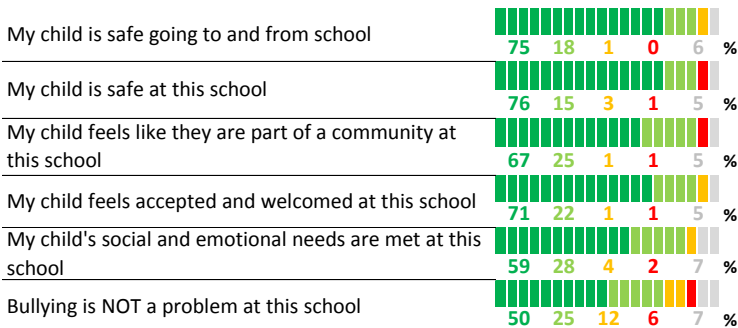 My child is safe going to and from school
75 18 1 0 6 %
My child is safe at this school
76 15 3 1 5 %
My child feels like they are part of a community at
this school
67 25 1 1 5 %
My child feels accepted and welcomed at this school
71 22 1 1 5 %
My child's social and emotional needs are met at this
school
59 28 4 2 7 %
Bullying is NOT a problem at this school
50 25 12 6 7 %